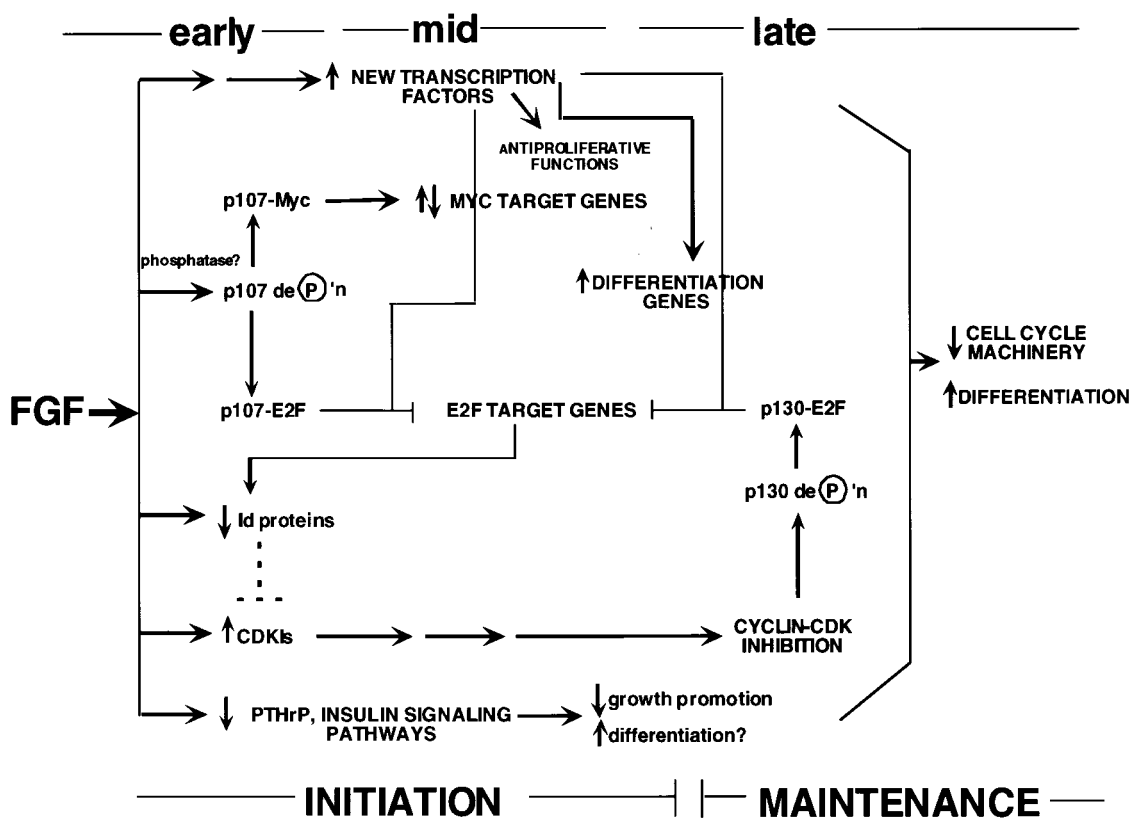 early mid late
NEW TRANSCRIPTION
FACTORS
ANTIPROLIFERATIVE
FUNCTIONS
p107-Myc
MYC TARGET GENES
phosphatase?
p107 de P 'n
DIFFERENTIATION
GENES
CELL CYCLE
MACHINERY
DIFFERENTIATION
FGF
p107-E2F
E2F TARGET GENES
p130-E2F
p130 de P 'n
Id proteins
CDKIs
CYCLIN-CDK
INHIBITION
PTHrP, INSULIN SIGNALING
PATHWAYS
growth promotion
differentiation?
INITIATION MAINTENANCE